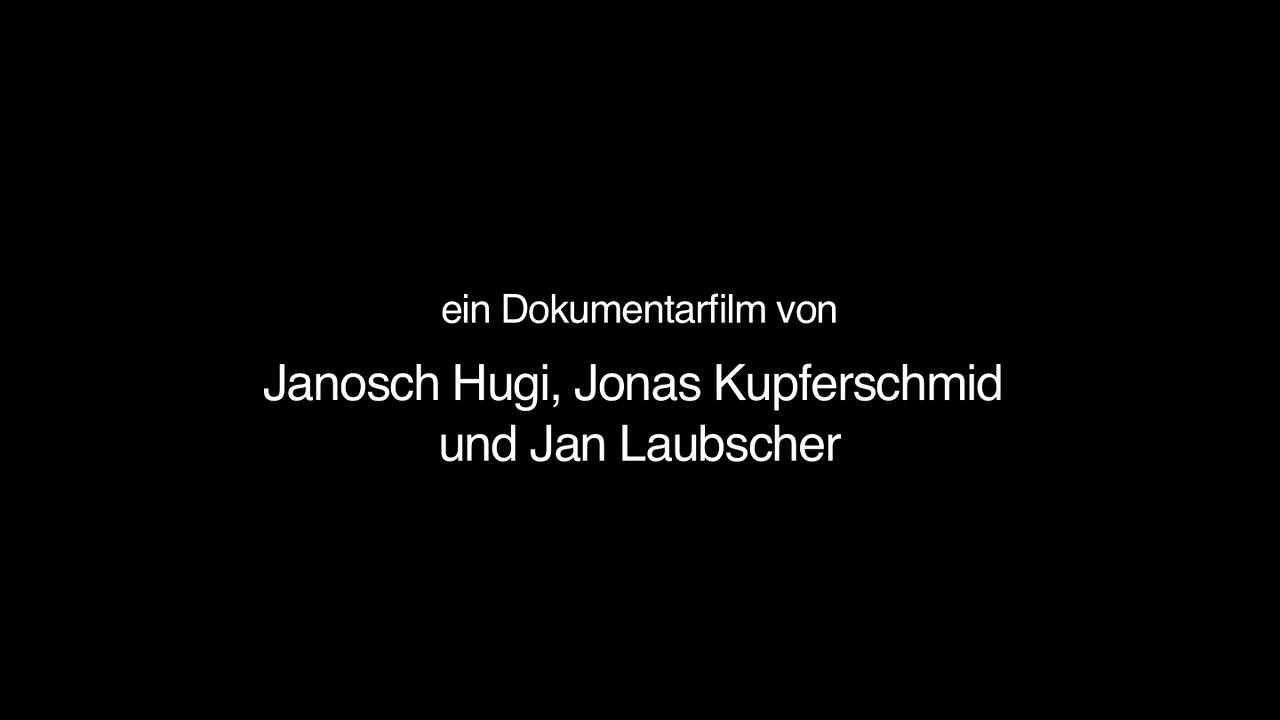 ein Dokumentarfilm von
Janosch Hugi, Jonas Kupferschmid
und Jan Laubscher